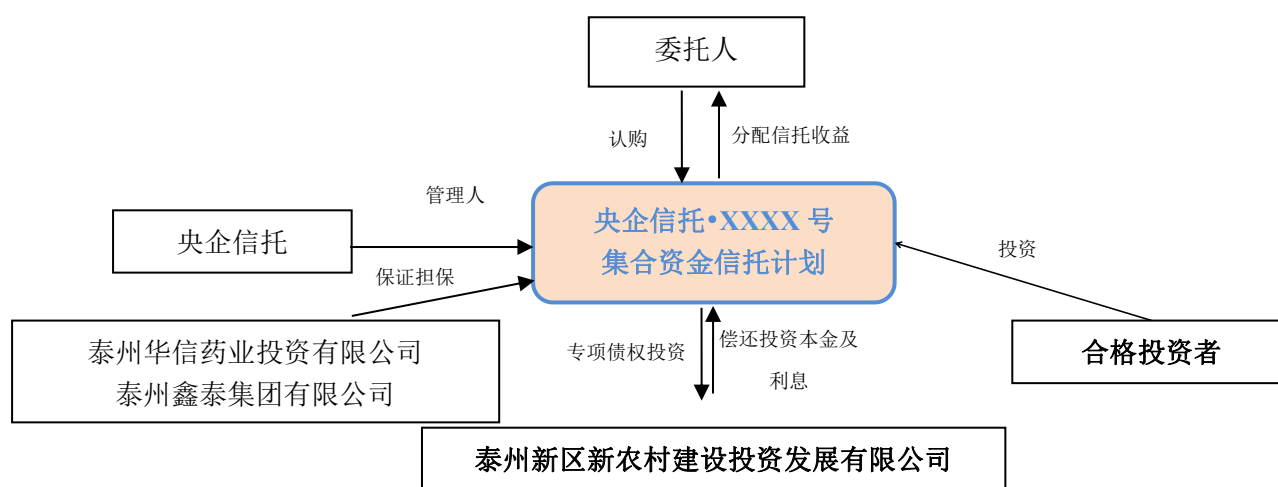 委托人
认购
分配信托收益
管理人
央企信托
央企信托•XXXX 号
集合资金信托计划
投资
保证担保
泰州华信药业投资有限公司
泰州鑫泰集团有限公司
专项债权投资
偿还投资本金及
利息
合格投资者
泰州新区新农村建设投资发展有限公司